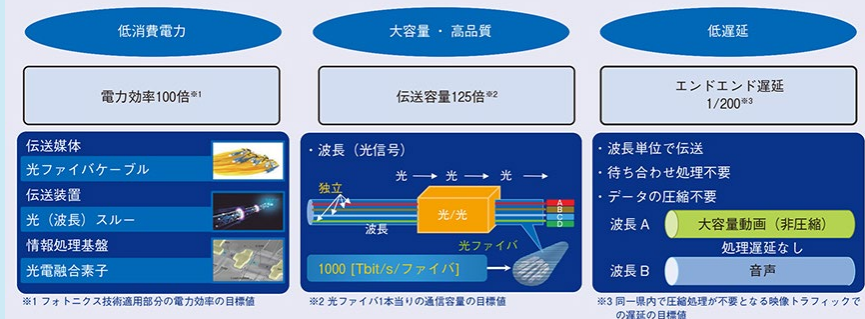 低消費電力
電力効率100倍※1
伝送媒体
光ファイバケーブル
伝送装置
光（波長）スルー
情報処理基盤
光電融合素子
※1 フォトニクス技術適用部分の電力効率の目標値
大容量 ・ 高品質
伝送容量125倍※2
・波長（光信号）
光 → 光 → 光 →
独立
波長
光/光
A
B
C
D
光ファイバ
1000 [Tbit/s/ファイバ]
※2 光ファイバ1本当りの通信容量の目標値
低遅延
エンドエンド遅延
1/200※3
・波長単位で伝送
・待ち合わせ処理不要
・データの圧縮不要
波長 A 大容量動画（非圧縮）
処理遅延なし
波長 B 音声
※3 同一県内で圧縮処理が不要となる映像トラフィックで
の遅延の目標値